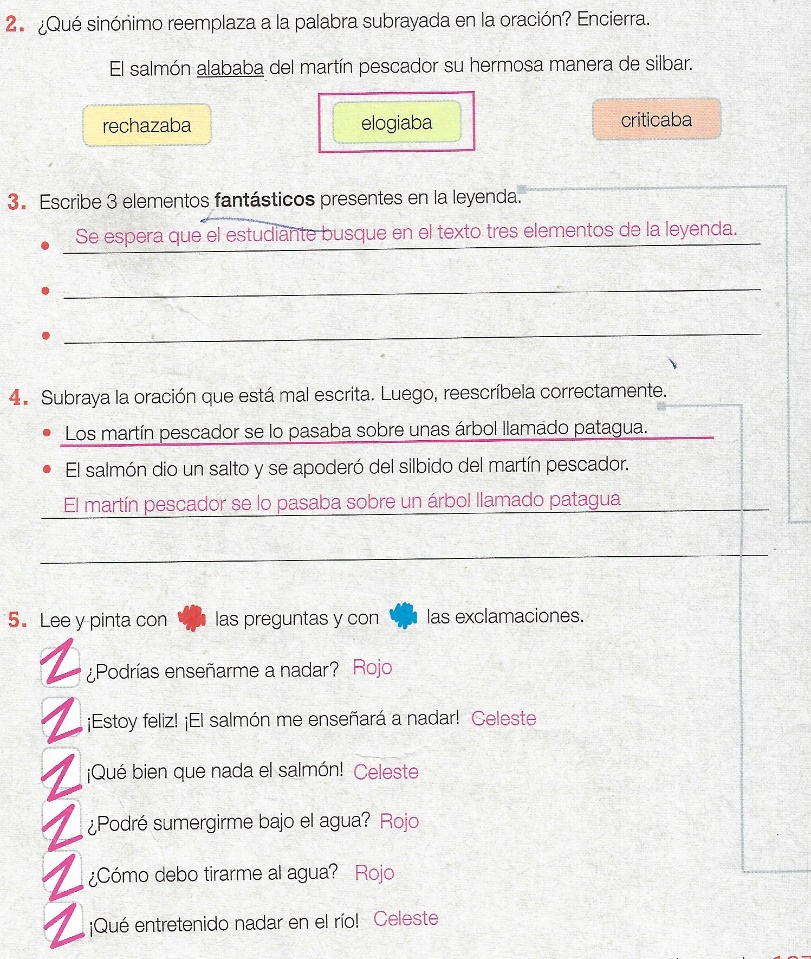 2. ¿Qué sinónimo reemplaza a la palabra subrayada en la oración? Encierra.
El salmón alababa del martín pescador su hermosa manera de silbar.
rechazaba elogiaba criticaba
3. Escribe 3 elementos fantásticos presentes en la leyenda.
Se espera que el estudiante busque en el texto tres elementos de la leyenda.
4. Subraya la oración que está mal escrita. Luego, reescríbela correctamente.
Los martín pescador se lo pasaba sobre unas árbol llamado patagua.
El salmón dio un salto y se apoderó del silbido del martín pescador.
El martín pescador se lo pasaba sobre un árbol llamado patagua
5. Lee y pinta con las preguntas y con las exclamaciones.
¿Podrías enseñarme a nadar? Rojo
¡Estoy feliz! ¡El salmón me enseñará a nadar! Celeste
¡Qué bien que nada el salmón! Celeste
¿Podré sumergirme bajo el agua? Rojo
¿Cómo debo tirarme al agua? Rojo
¡Qué entretenido nadar en el río! Celeste